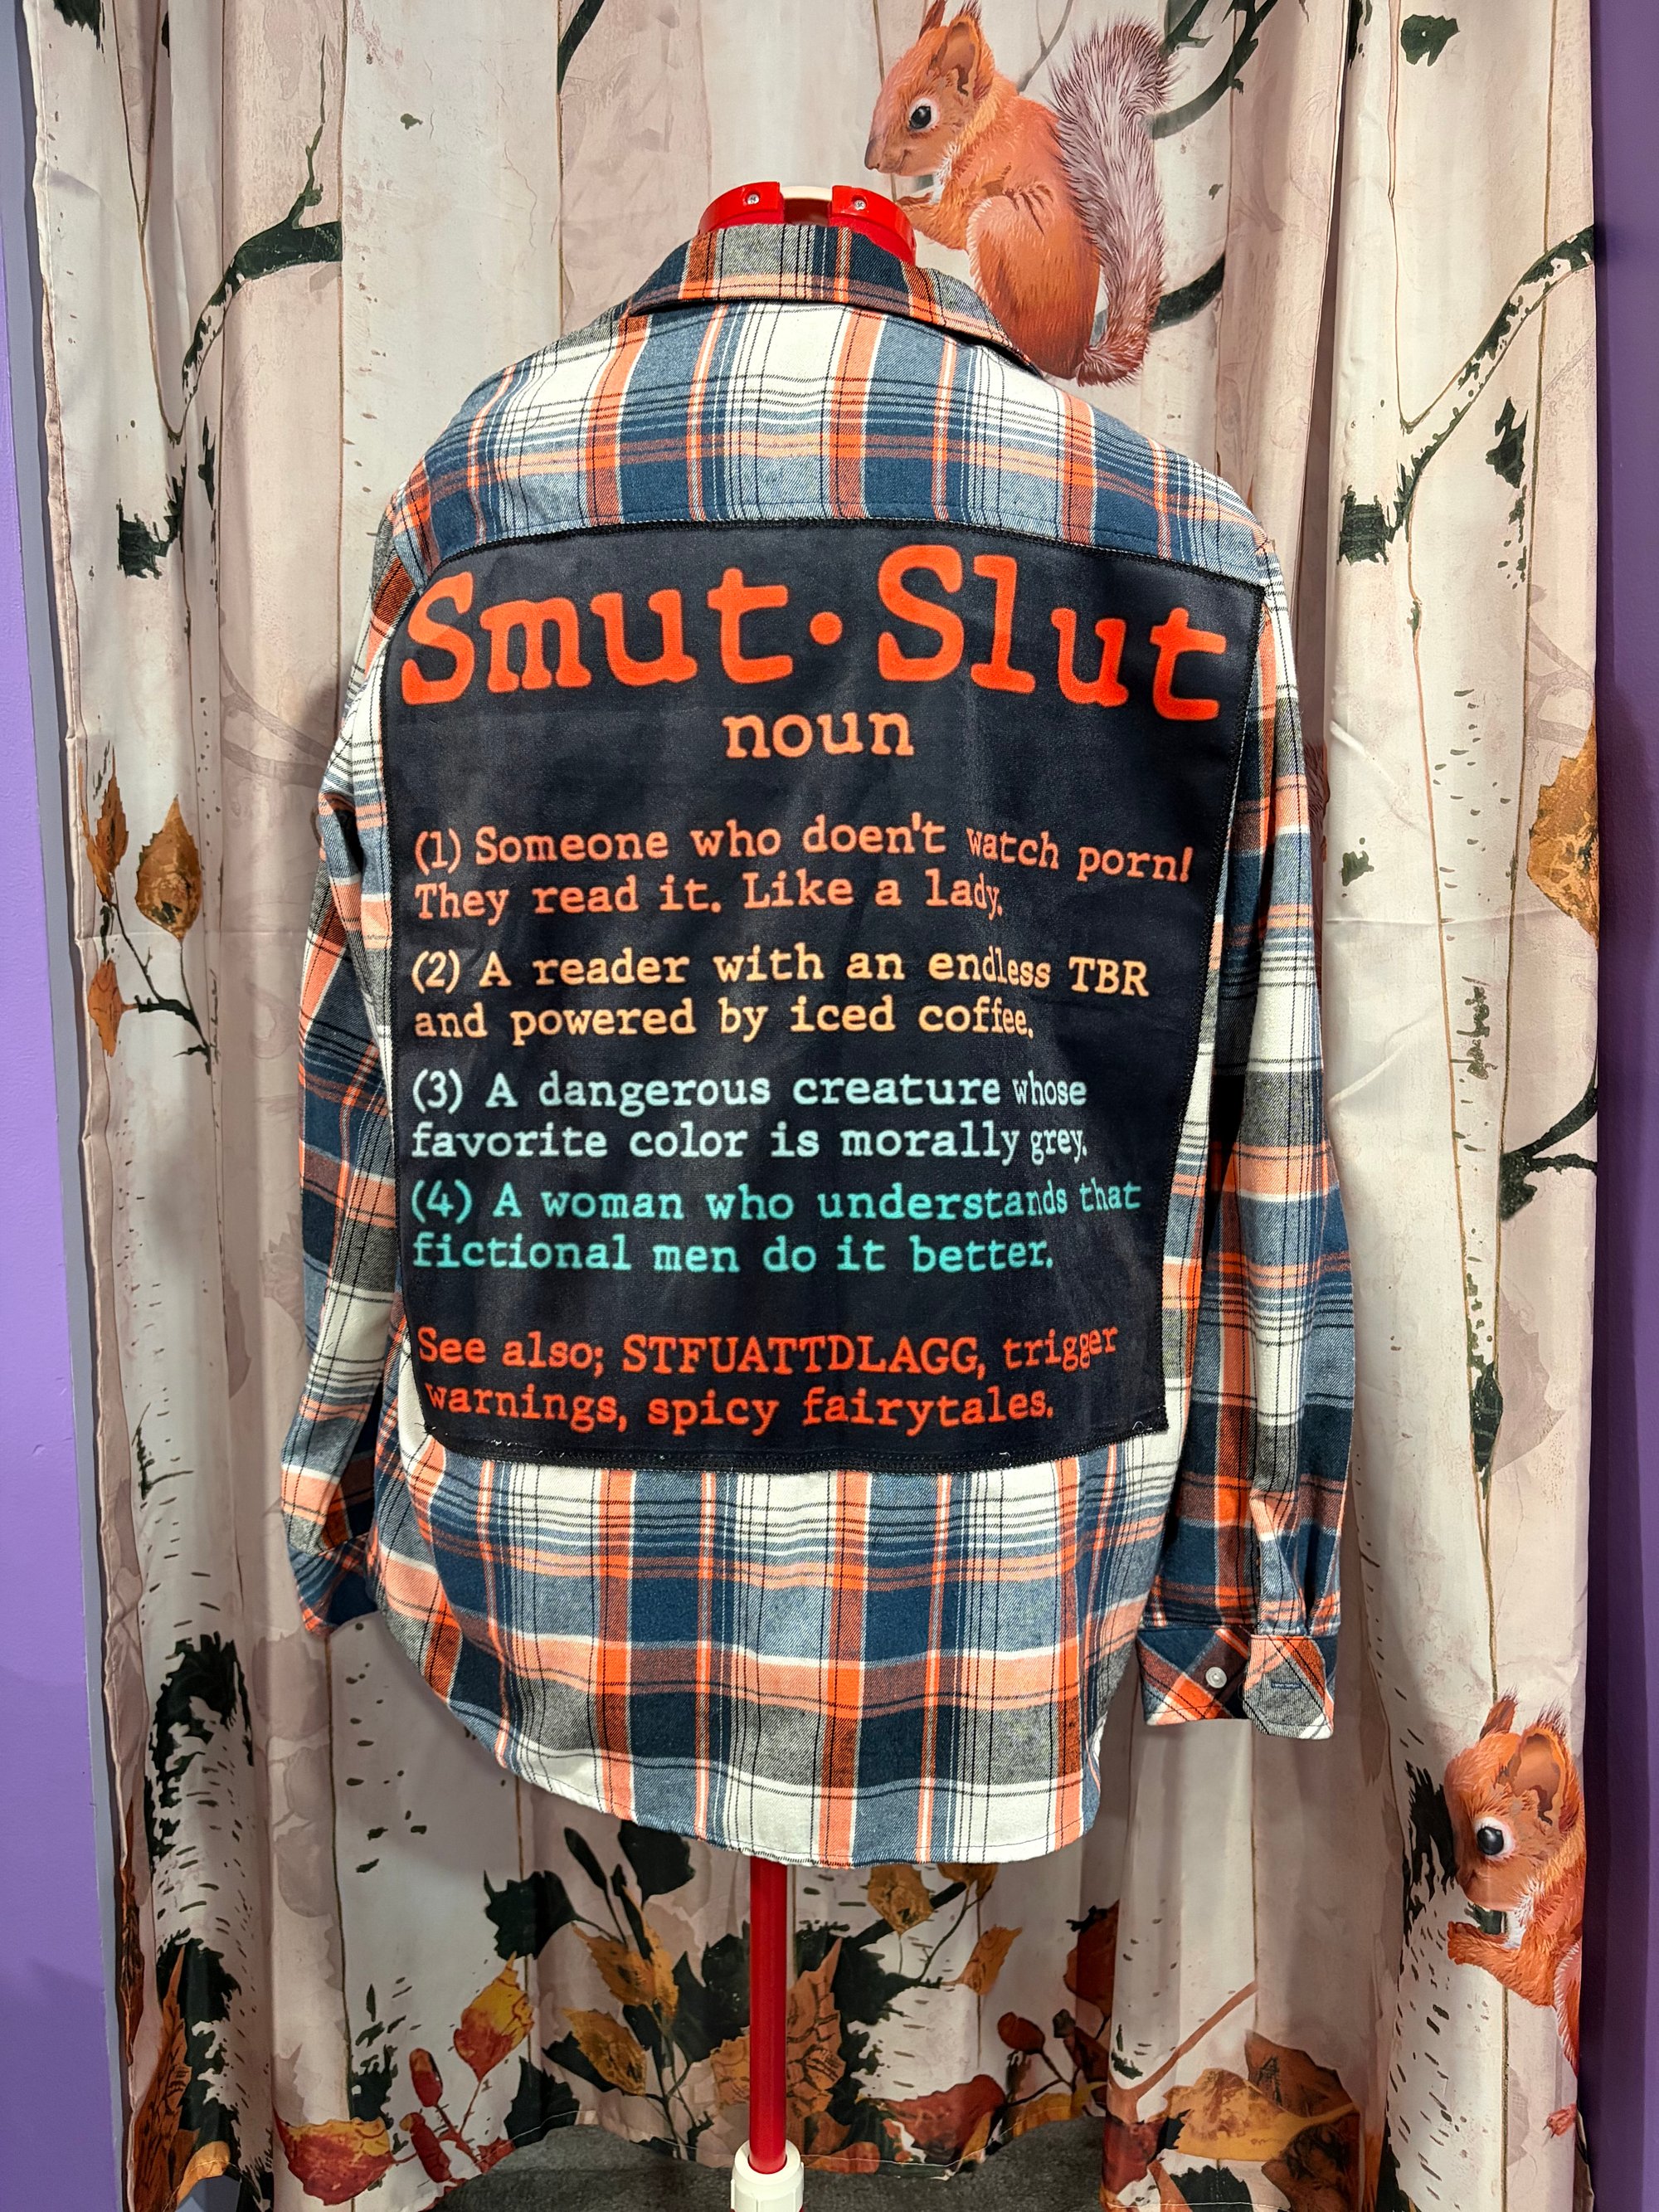 Smut·Slut
noun
(1) Someone who doen't watch porn!
They read it. Like a lady.
(2) A reader with an endless TBR
and powered by iced coffee.
(3) A dangerous creature whose
favorite color is morally grey.
(4) A woman who understands that
fictional men do it better.
See also; STFUATTDLAGG, trigger
warnings, spicy fairytales.